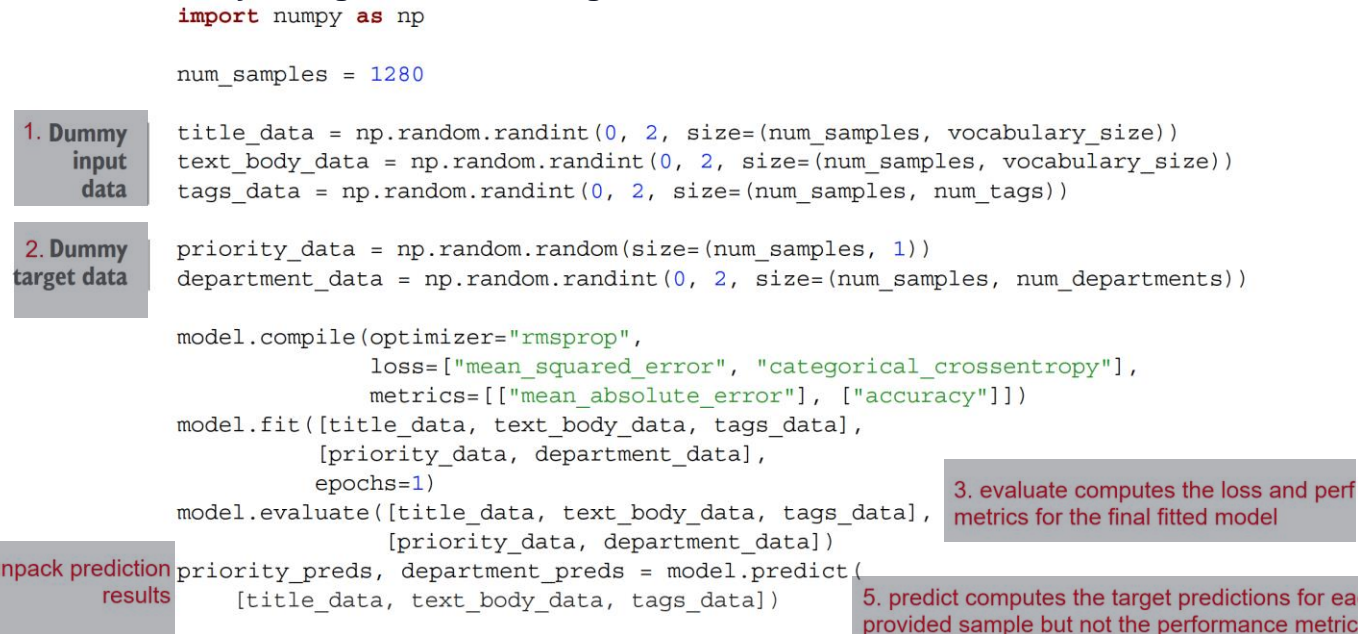 import numpy as np
num_samples = 1280
1. Dummy input data
title_data = np.random.randint(0, 2, size=(num_samples, vocabulary_size))
text_body_data = np.random.randint(0, 2, size=(num_samples, vocabulary_size))
tags_data = np.random.randint(0, 2, size=(num_samples, num_tags))
2. Dummy target data
priority_data = np.random.random(size=(num_samples, 1))
department_data = np.random.randint(0, 2, size=(num_samples, num_departments))
model.compile(optimizer="rmsprop",
loss=["mean_squared_error", "categorical_crossentropy"],
metrics=[["mean_absolute_error"], ["accuracy"]])
model.fit([title_data, text_body_data, tags_data],
[priority_data, department_data],
epochs=1)
3. evaluate computes the loss and perf
metrics for the final fitted model
model.evaluate([title_data, text_body_data, tags_data],
[priority_data, department_data])
npack prediction
results
priority_preds, department_preds = model.predict(
[title_data, text_body_data, tags_data])
5. predict computes the target predictions for ea
provided sample but not the performance metric